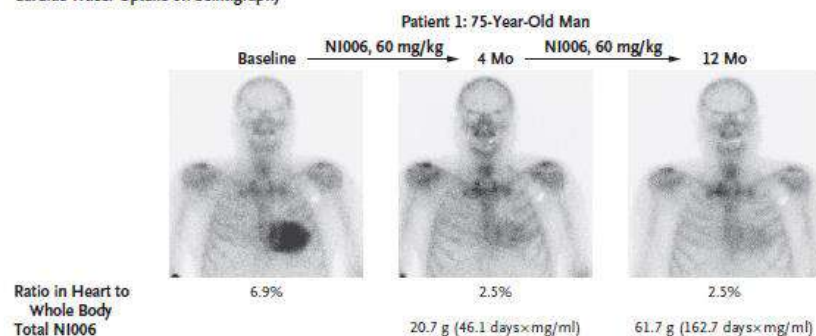 Cardiac Tracer Uptake on Scintigraphy
Patient 1: 75-Year-Old Man
Baseline NI006, 60 mg/kg 4 Mo NI006, 60 mg/kg 12 Mo
Ratio in Heart to 6.9% 2.5% 2.5%
Whole Body
Total NI006 20.7 g (46.1 days×mg/ml) 61.7 g (162.7 days×mg/ml)